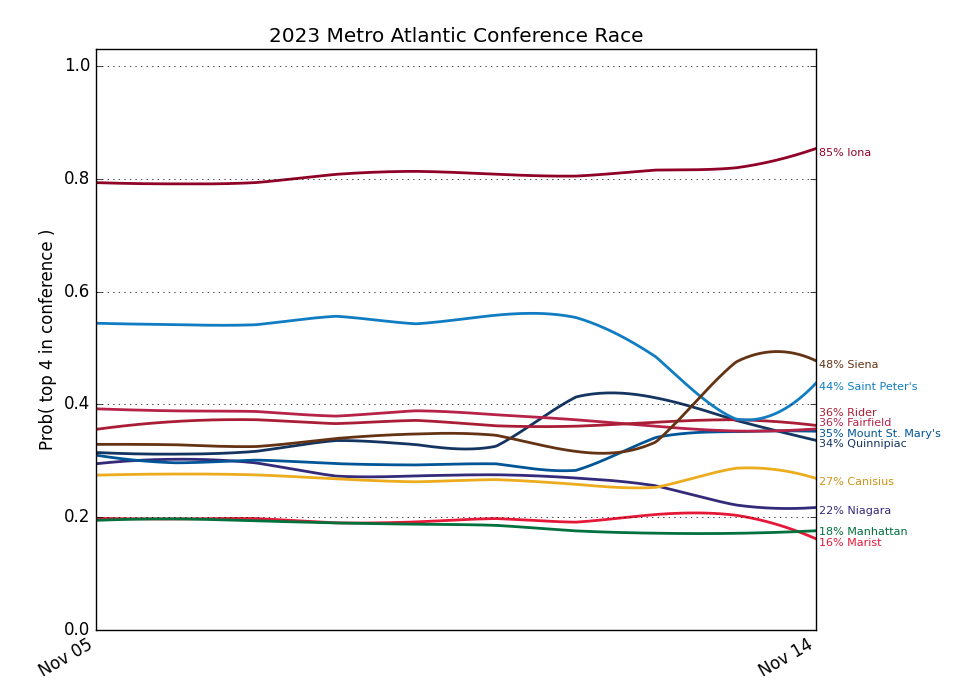 2023 Metro Atlantic Conference Race
Prob( top 4 in conference )
1.0
0.8
0.6
0.4
0.2
0.0
Nov 05
Nov 14
85% Iona
48% Siena
44% Saint Peter's
36% Rider
36% Fairfield
35% Mount St. Mary's
34% Quinnipiac
27% Canisius
22% Niagara
18% Manhattan
16% Marist